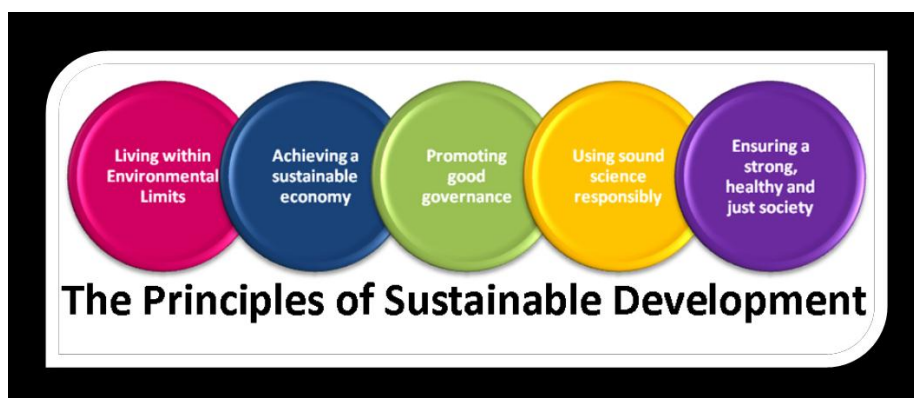 Living within
Environmental
Limits
Achieving a
sustainable
economy
Promoting
good
governance
Using sound
science
responsibly
Ensuring a
strong,
healthy and
just society
The Principles of Sustainable Development